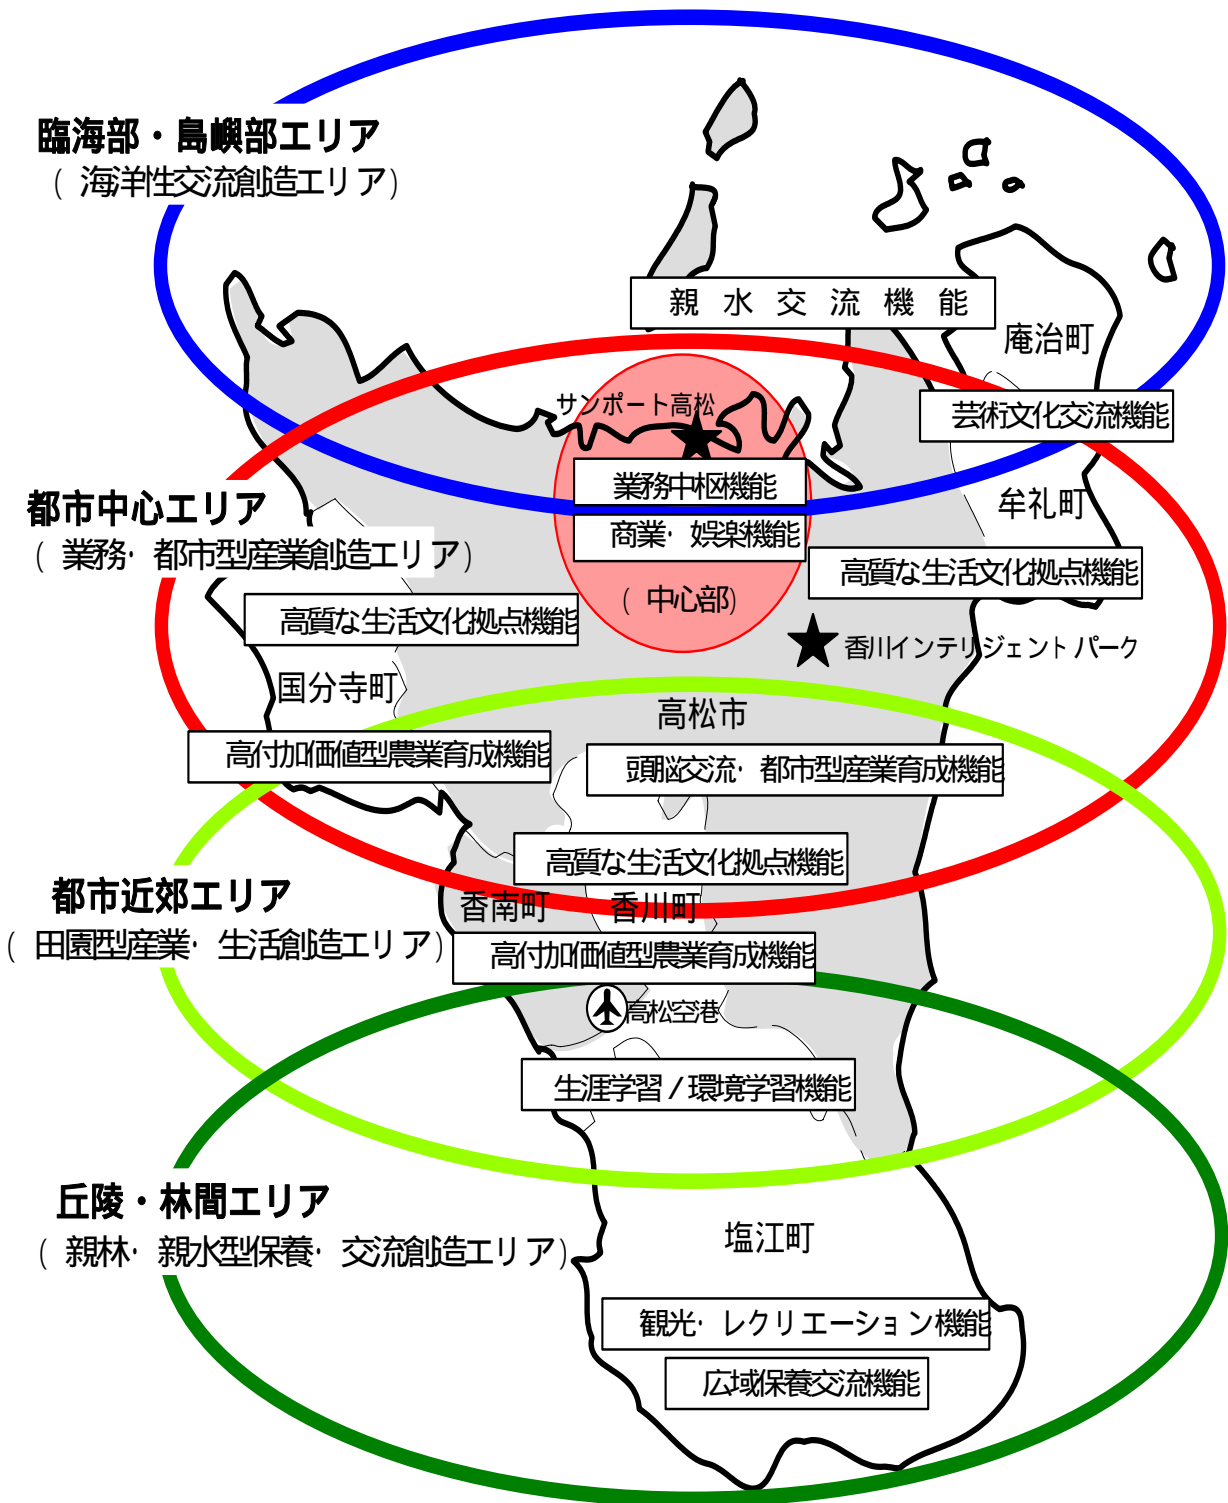 臨海部・島嶼部エリア
( 海洋性交流創造エリア)
親水交流機能
庵治町
サンポート高松
芸術文化交流機能
業務中枢機能
都市中心エリア
牟礼町
( 業務・都市型産業創造エリア)
商業・娯楽機能
高質な生活文化拠点機能
( 中心部)
高質な生活文化拠点機能
香川インテリジェントパーク
国分寺町
高松市
高付加価値型農業育成機能
頭脳交流・都市型産業育成機能
高質な生活文化拠点機能
都市近郊エリア
香南町
香川町
( 田園型産業・生活創造エリア)
高付加価値型農業育成機能
高松空港
生涯学習/環境学習機能
丘陵・林間エリア
( 親林・親水型保養・交流創造エリア)
塩江町
観光・レクリエーション機能
広域保養交流機能